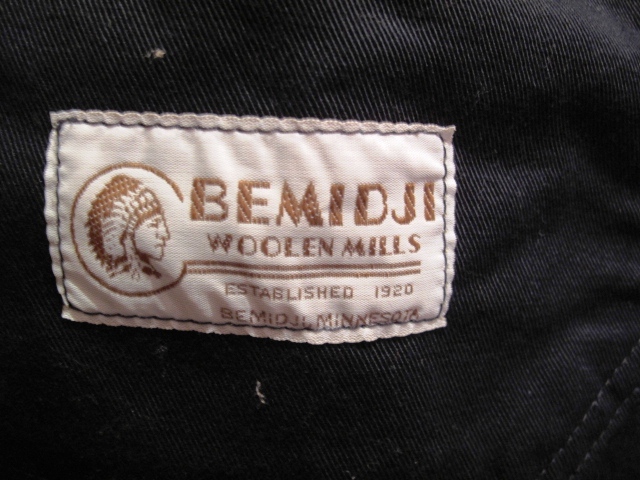 BEMIDJI
WOOLEN MILLS
ESTABLISHED 1920
BEMIDJI, MINNESOTA